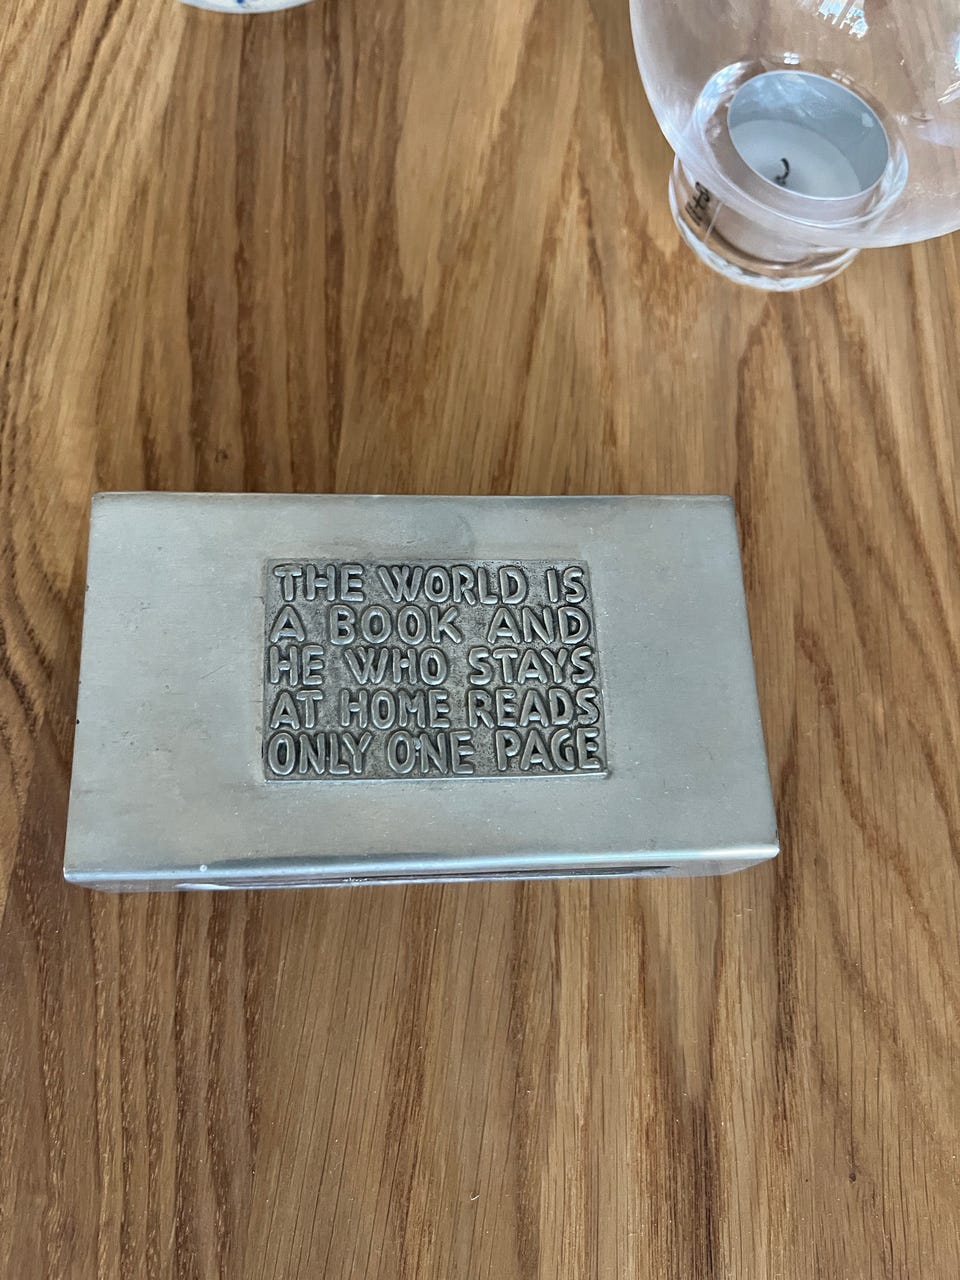 THE WORLD IS
A BOOK AND
HE WHO STAYS
AT HOME READS
ONLY ONE PAGE